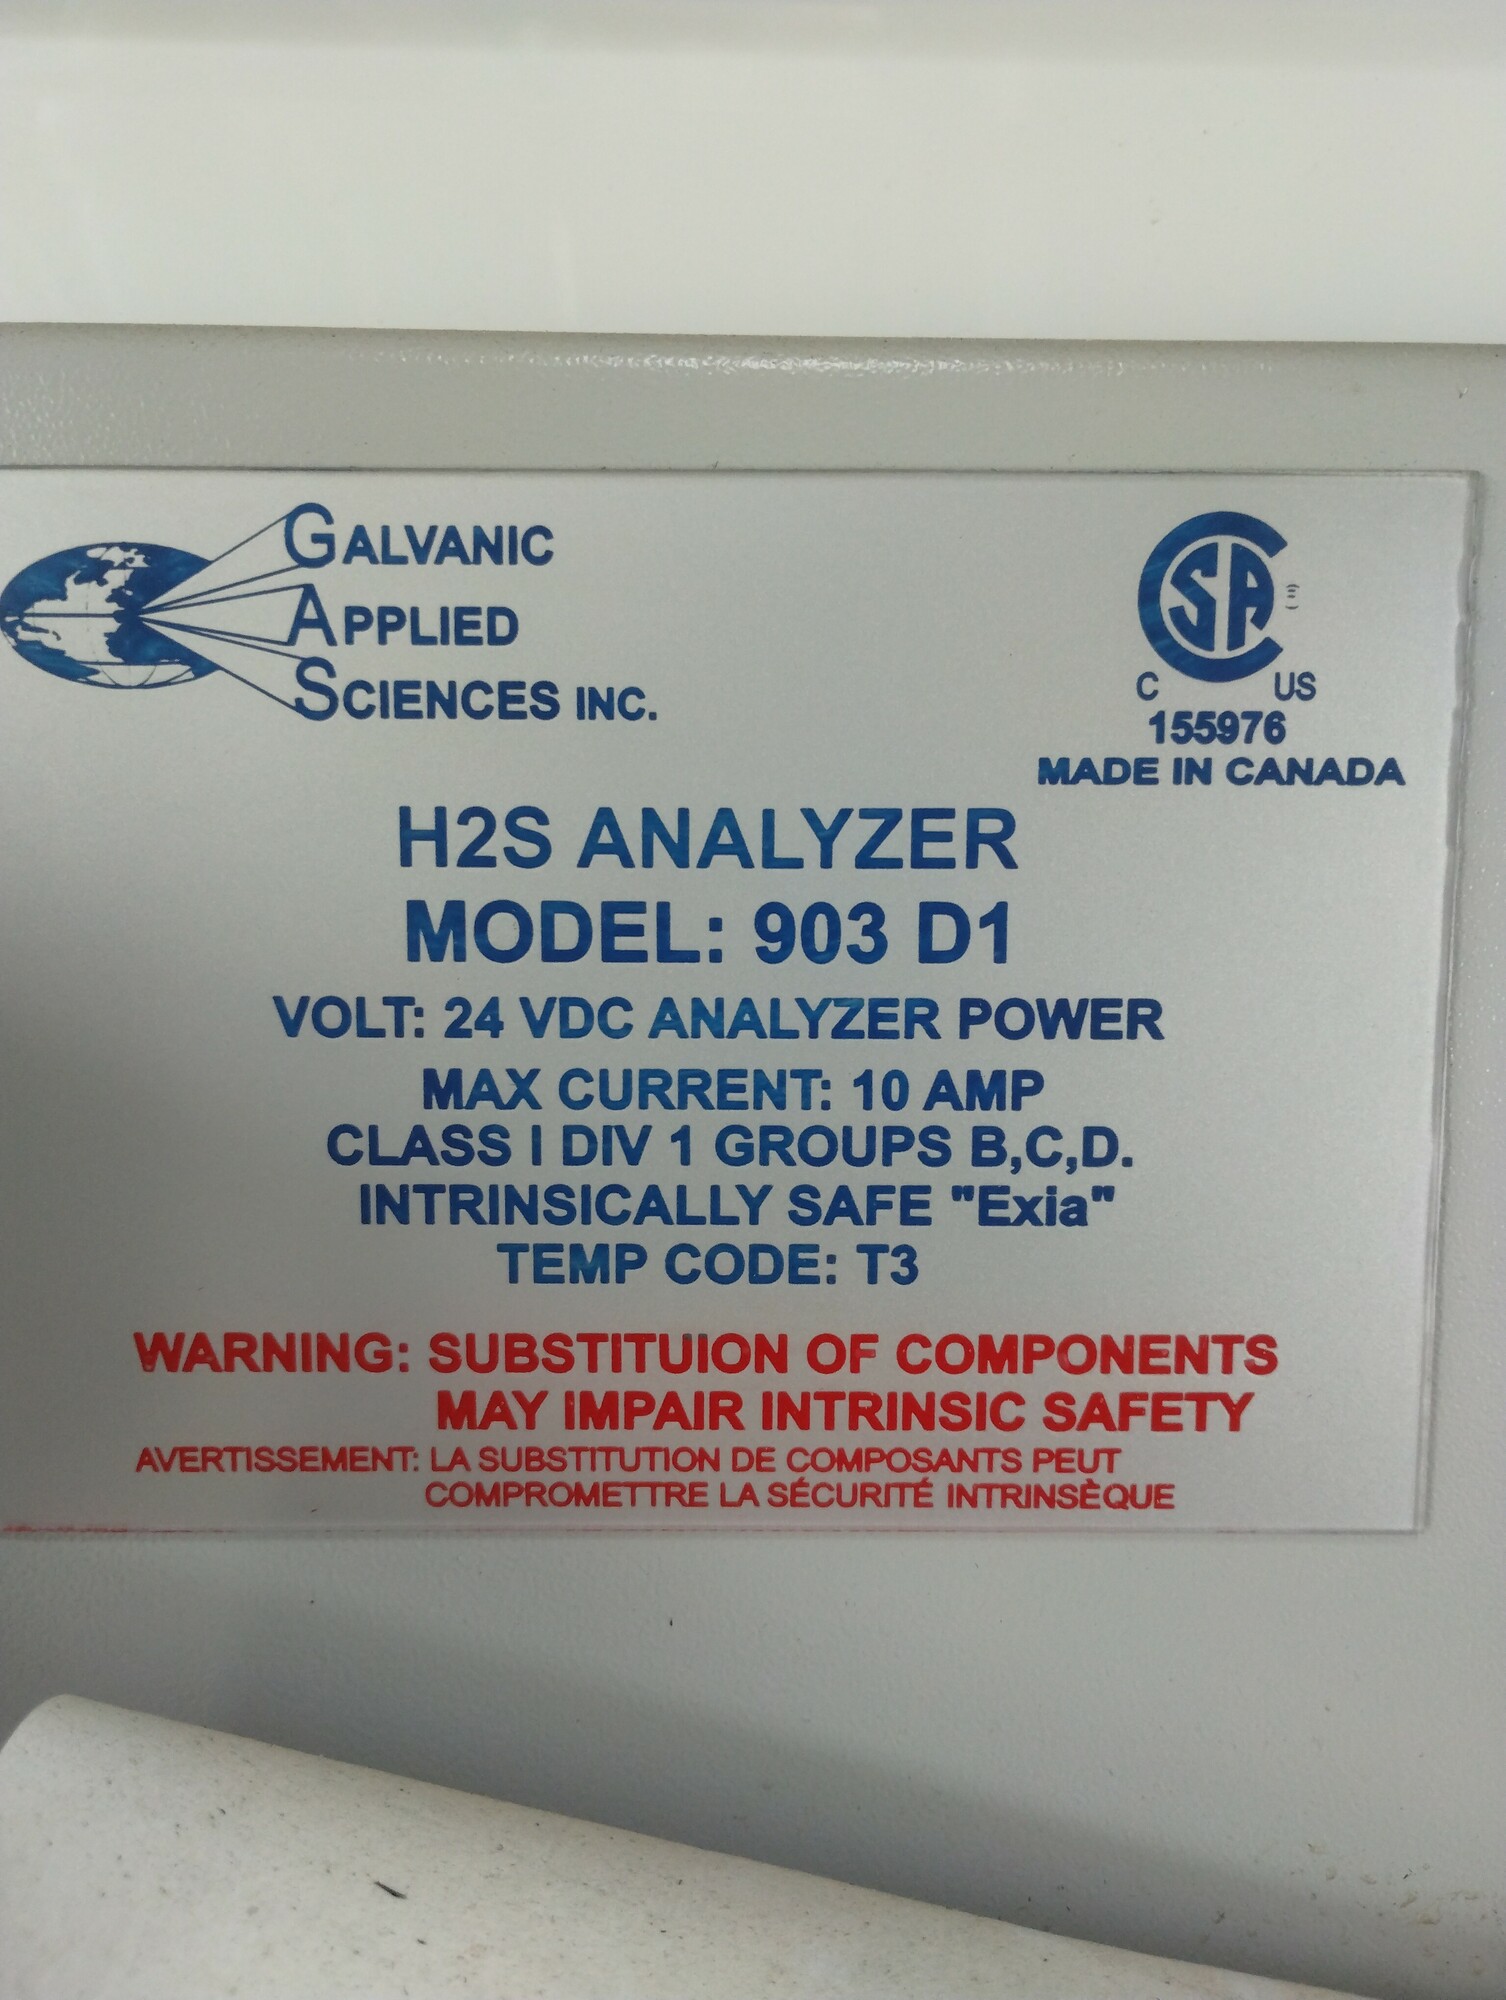 GALVANIC
APPLIED
SCIENCES INC.
CSA
C US
155976
MADE IN CANADA
H2S ANALYZER
MODEL: 903 D1
VOLT: 24 VDC ANALYZER POWER
MAX CURRENT: 10 AMP
CLASS I DIV 1 GROUPS B,C,D.
INTRINSICALLY SAFE "Exia"
TEMP CODE: T3
WARNING: SUBSTITUION OF COMPONENTS
MAY IMPAIR INTRINSIC SAFETY
AVERTISSEMENT: LA SUBSTITUTION DE COMPOSANTS PEUT
COMPROMETTRE LA SÉCURITÉ INTRINSÈQUE